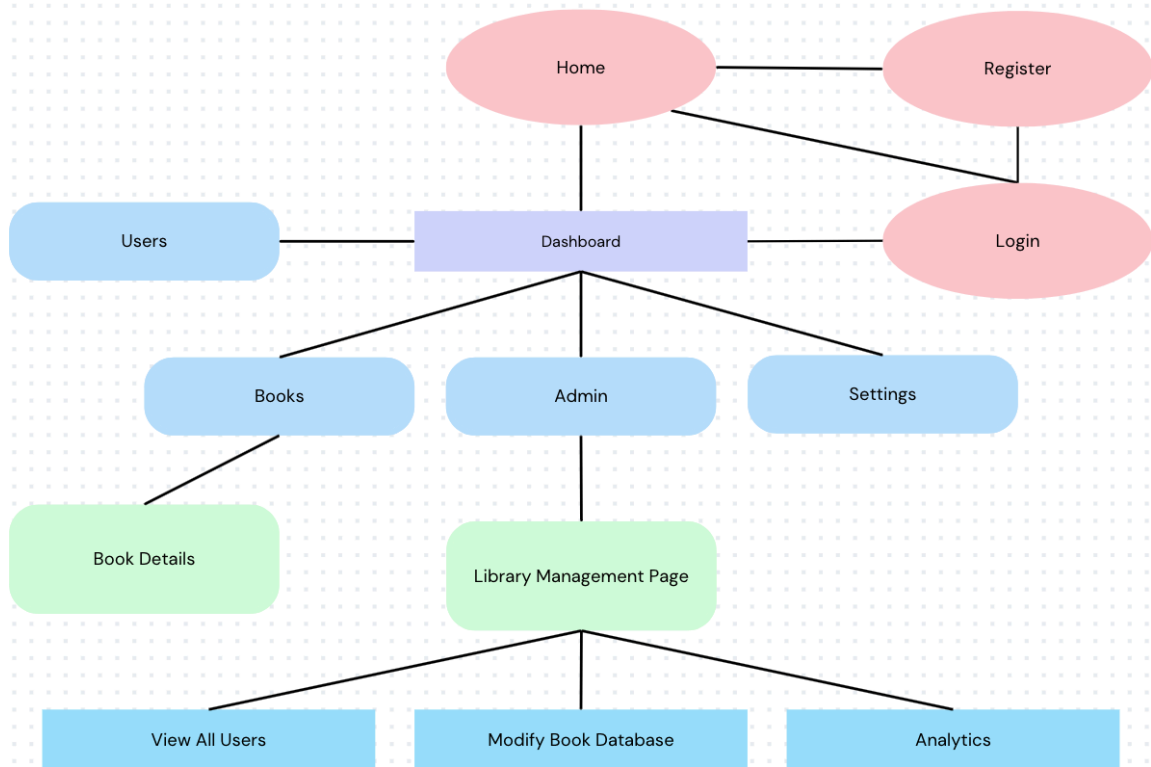 Home
Register
Users
Dashboard
Login
Books
Admin
Settings
Book Details
Library Management Page
View All Users
Modify Book Database
Analytics